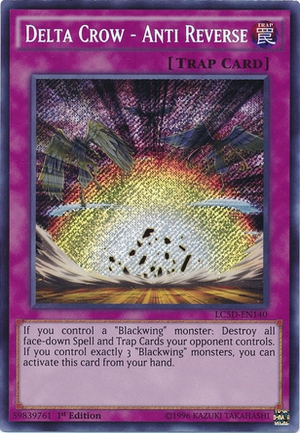 DELTA CROW - ANTI REVERSE
TRAP
罠
[TRAP CARD]
LC5D-EN140
If you control a "Blackwing" monster: Destroy all
face-down Spell and Trap Cards your opponent controls.
If you control exactly 3 "Blackwing" monsters, you can
activate this card from your hand.
59839761
1st Edition
©1996 KAZUKI TAKAHASHI